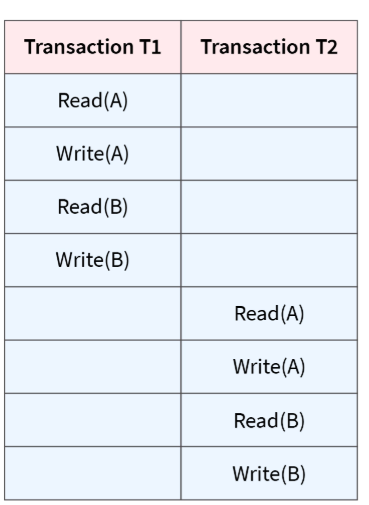 Transaction T1 Transaction T2
Read(A)
Write(A)
Read(B)
Write(B)
Read(A)
Write(A)
Read(B)
Write(B)